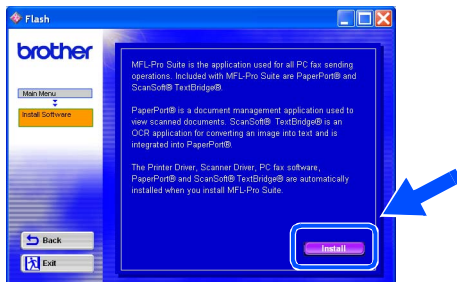 Flash
brother
Main Menu
Install Software
MFL-Pro Suite is the application used for all PC fax sending
operations. Included with MFL-Pro Suite are PaperPort® and
ScanSoft® TextBridge®.
PaperPort® is a document management application used to
view scanned documents. ScanSoft® TextBridge® is an
OCR application for converting an image into text and is
integrated into PaperPort®.
The Printer Driver, Scanner Driver, PC fax software,
PaperPort® and ScanSoft® TextBridge® are automatically
installed when you install MFL-Pro Suite.
Back
Install
Exit